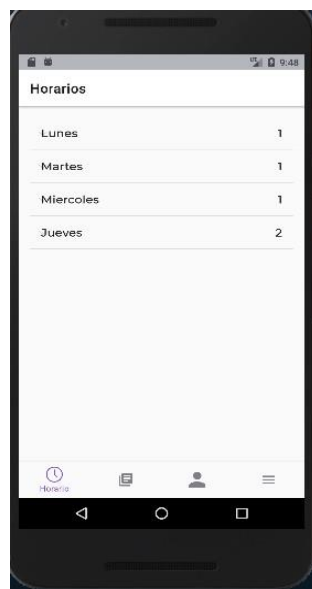 9:48
Horarios
Lunes 1
Martes 1
Miercoles 1
Jueves 2
Horario